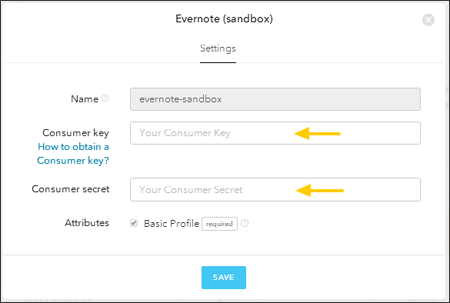 Evernote (sandbox)
Settings
Name
evernote-sandbox
Consumer key
Your Consumer Key
How to obtain a
Consumer key?
Consumer secret
Your Consumer Secret
Attributes
Basic Profile required
SAVE